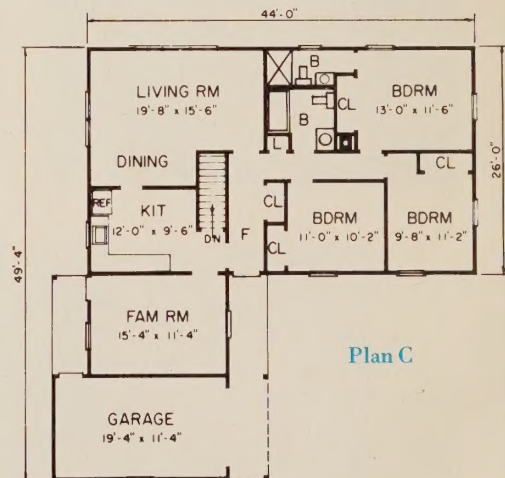 44'-0"
LIVING RM
19'-8" x 15'-6"
B
B
CL
BDRM
13'-0" x 11'-6"
L
DINING
CL
26'-0"
REF
KIT
12'-0" x 9'-6"
DN
F
CL
CL
BDRM
11'-0" x 10'-2"
BDRM
9'-8" x 11'-2"
49'-4"
FAM RM
15'-4" x 11'-4"
Plan C
GARAGE
19'-4" x 11'-4"